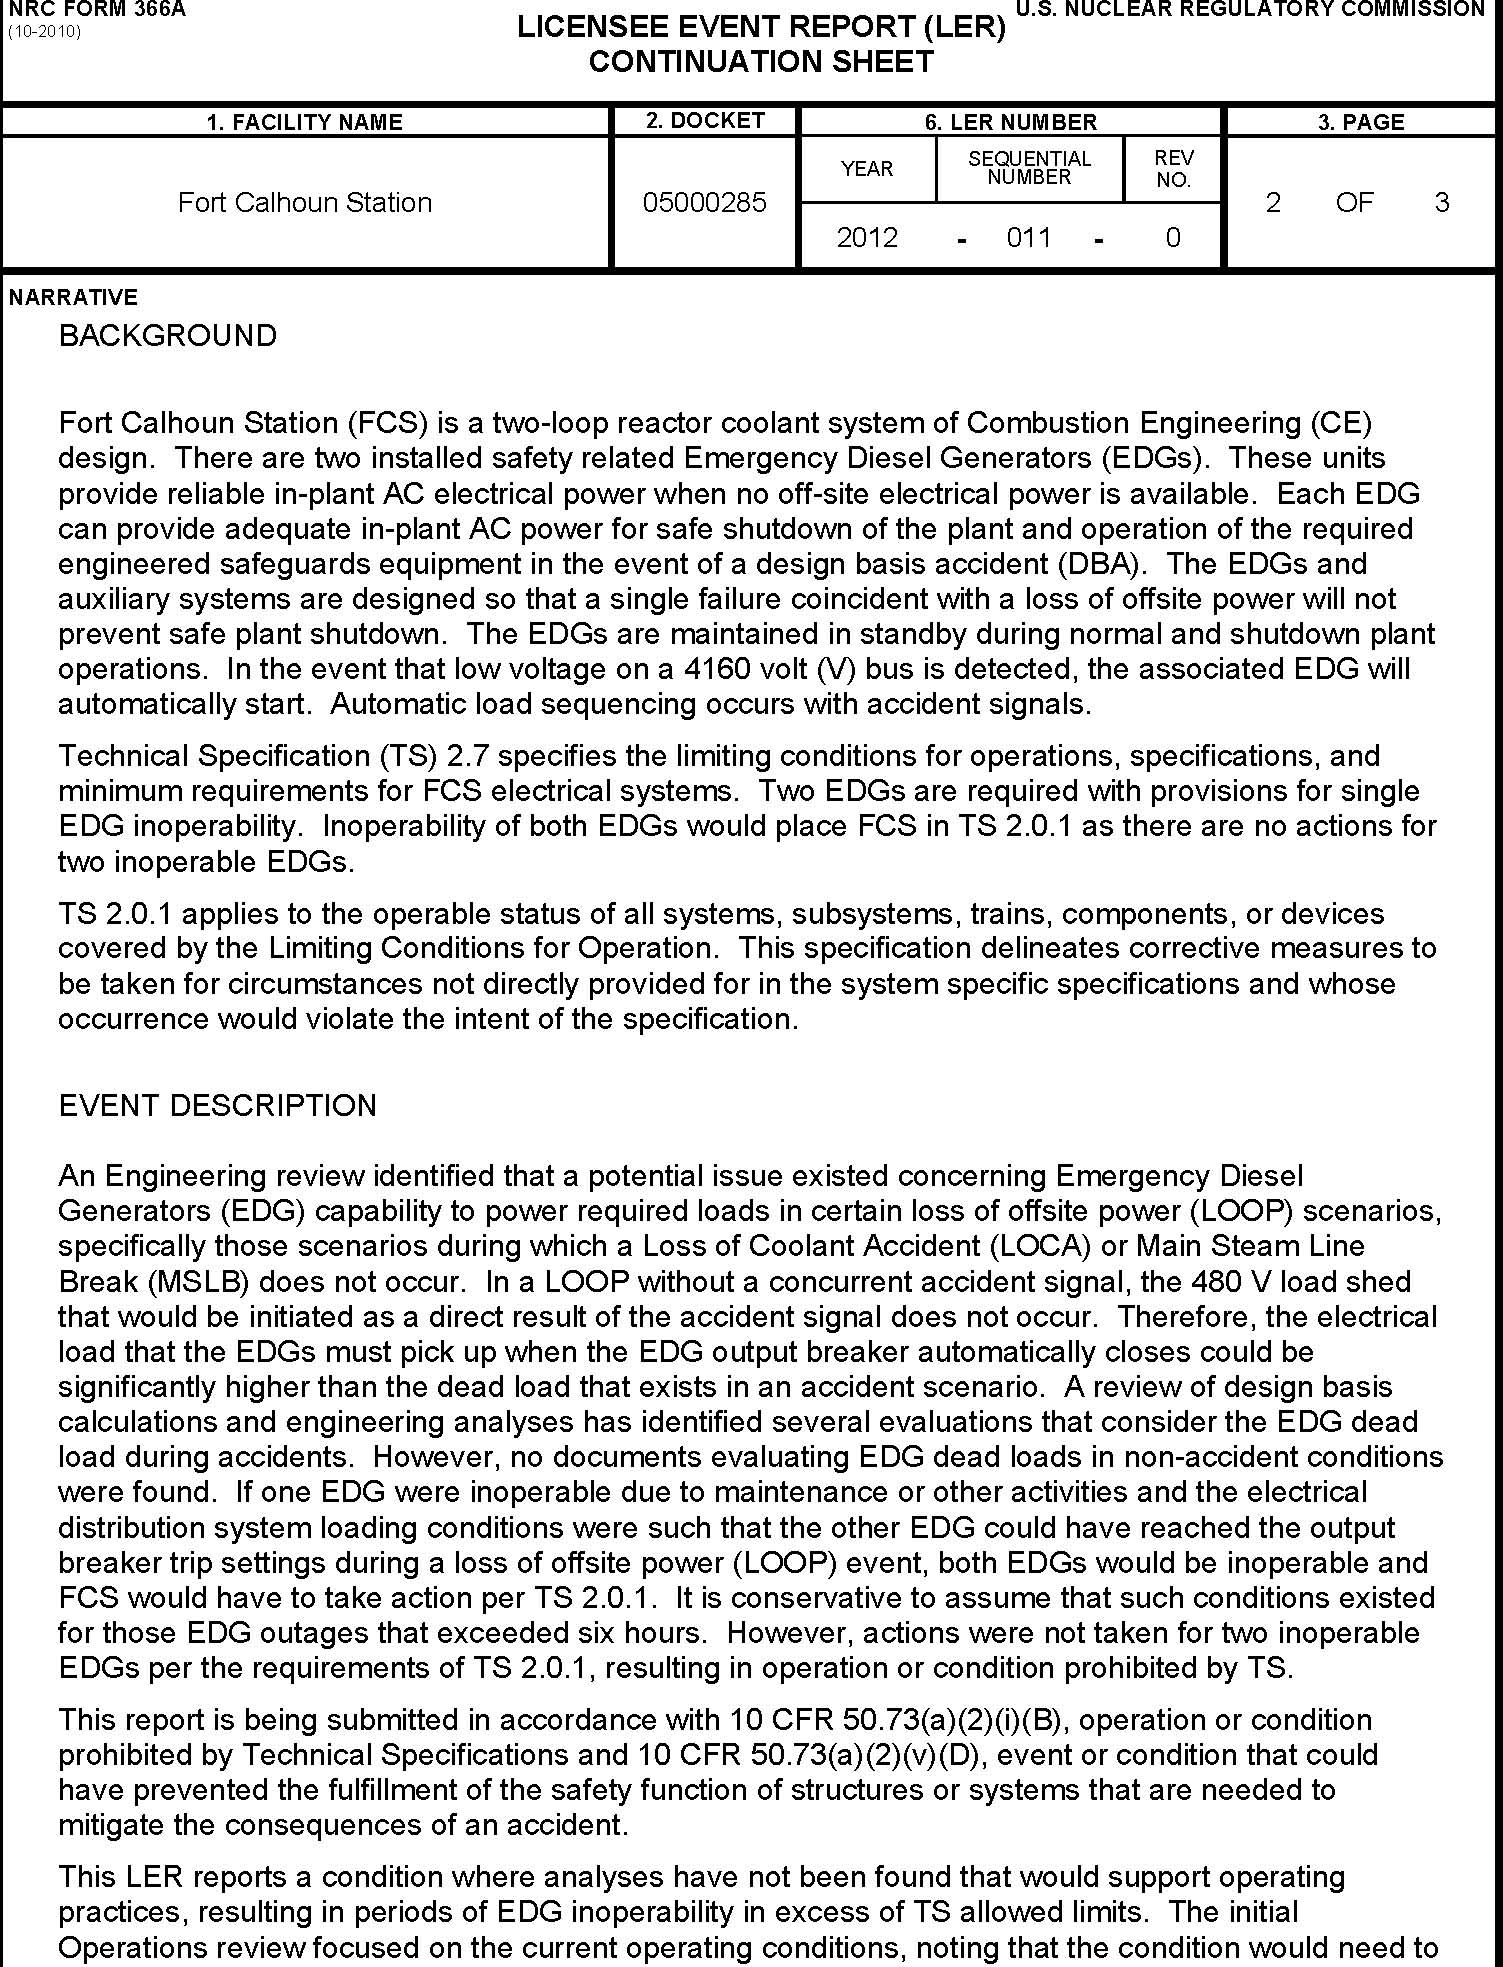 NRC FORM 366A
(10-2010)
LICENSEE EVENT REPORT (LER)
CONTINUATION SHEET
U.S. NUCLEAR REGULATORY COMMISSION
1. FACILITY NAME
2. DOCKET
6. LER NUMBER
3. PAGE
Fort Calhoun Station
05000285
YEAR
SEQUENTIAL
NUMBER
REV
NO.
2012 - 011 - 0
2 OF 3
NARRATIVE
BACKGROUND
Fort Calhoun Station (FCS) is a two-loop reactor coolant system of Combustion Engineering (CE)
design. There are two installed safety related Emergency Diesel Generators (EDGs). These units
provide reliable in-plant AC electrical power when no off-site electrical power is available. Each EDG
can provide adequate in-plant AC power for safe shutdown of the plant and operation of the required
engineered safeguards equipment in the event of a design basis accident (DBA). The EDGs and
auxiliary systems are designed so that a single failure coincident with a loss of offsite power will not
prevent safe plant shutdown. The EDGs are maintained in standby during normal and shutdown plant
operations. In the event that low voltage on a 4160 volt (V) bus is detected, the associated EDG will
automatically start. Automatic load sequencing occurs with accident signals.
Technical Specification (TS) 2.7 specifies the limiting conditions for operations, specifications, and
minimum requirements for FCS electrical systems. Two EDGs are required with provisions for single
EDG inoperability. Inoperability of both EDGs would place FCS in TS 2.0.1 as there are no actions for
two inoperable EDGs.
TS 2.0.1 applies to the operable status of all systems, subsystems, trains, components, or devices
covered by the Limiting Conditions for Operation. This specification delineates corrective measures to
be taken for circumstances not directly provided for in the system specific specifications and whose
occurrence would violate the intent of the specification.
EVENT DESCRIPTION
An Engineering review identified that a potential issue existed concerning Emergency Diesel
Generators (EDG) capability to power required loads in certain loss of offsite power (LOOP) scenarios,
specifically those scenarios during which a Loss of Coolant Accident (LOCA) or Main Steam Line
Break (MSLB) does not occur. In a LOOP without a concurrent accident signal, the 480 V load shed
that would be initiated as a direct result of the accident signal does not occur. Therefore, the electrical
load that the EDGs must pick up when the EDG output breaker automatically closes could be
significantly higher than the dead load that exists in an accident scenario. A review of design basis
calculations and engineering analyses has identified several evaluations that consider the EDG dead
load during accidents. However, no documents evaluating EDG dead loads in non-accident conditions
were found. If one EDG were inoperable due to maintenance or other activities and the electrical
distribution system loading conditions were such that the other EDG could have reached the output
breaker trip settings during a loss of offsite power (LOOP) event, both EDGs would be inoperable and
FCS would have to take action per TS 2.0.1. It is conservative to assume that such conditions existed
for those EDG outages that exceeded six hours. However, actions were not taken for two inoperable
EDGs per the requirements of TS 2.0.1, resulting in operation or condition prohibited by TS.
This report is being submitted in accordance with 10 CFR 50.73(a)(2)(i)(B), operation or condition
prohibited by Technical Specifications and 10 CFR 50.73(a)(2)(v)(D), event or condition that could
have prevented the fulfillment of the safety function of structures or systems that are needed to
mitigate the consequences of an accident.
This LER reports a condition where analyses have not been found that would support operating
practices, resulting in periods of EDG inoperability in excess of TS allowed limits. The initial
Operations review focused on the current operating conditions, noting that the condition would need to